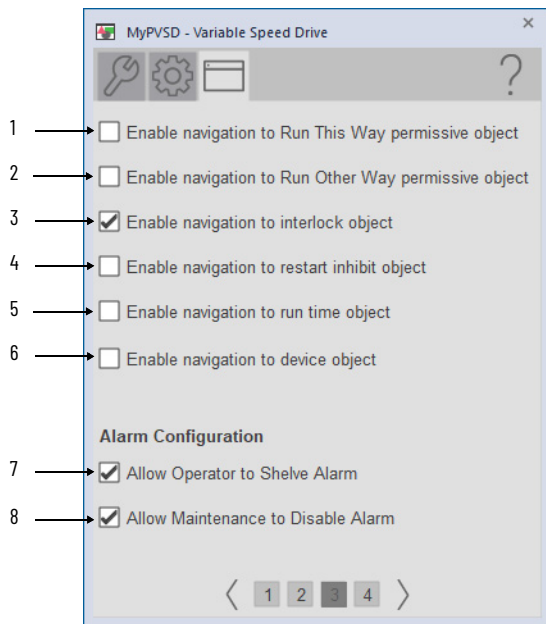 MyPVSD - Variable Speed Drive
?
1 Enable navigation to Run This Way permissive object
2 Enable navigation to Run Other Way permissive object
3 Enable navigation to interlock object
4 Enable navigation to restart inhibit object
5 Enable navigation to run time object
6 Enable navigation to device object
Alarm Configuration
7 Allow Operator to Shelve Alarm
8 Allow Maintenance to Disable Alarm
1 2 3 4